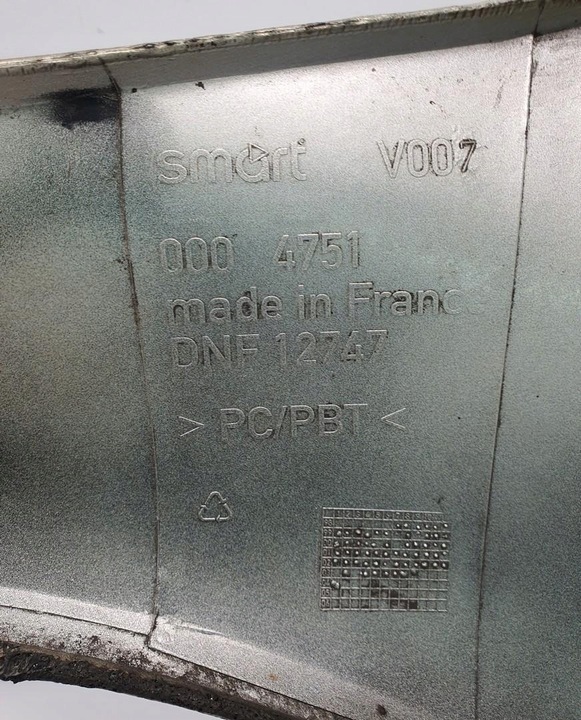 smart V007
000 4751
made in Franc
DNF 12747
> PC/PBT <